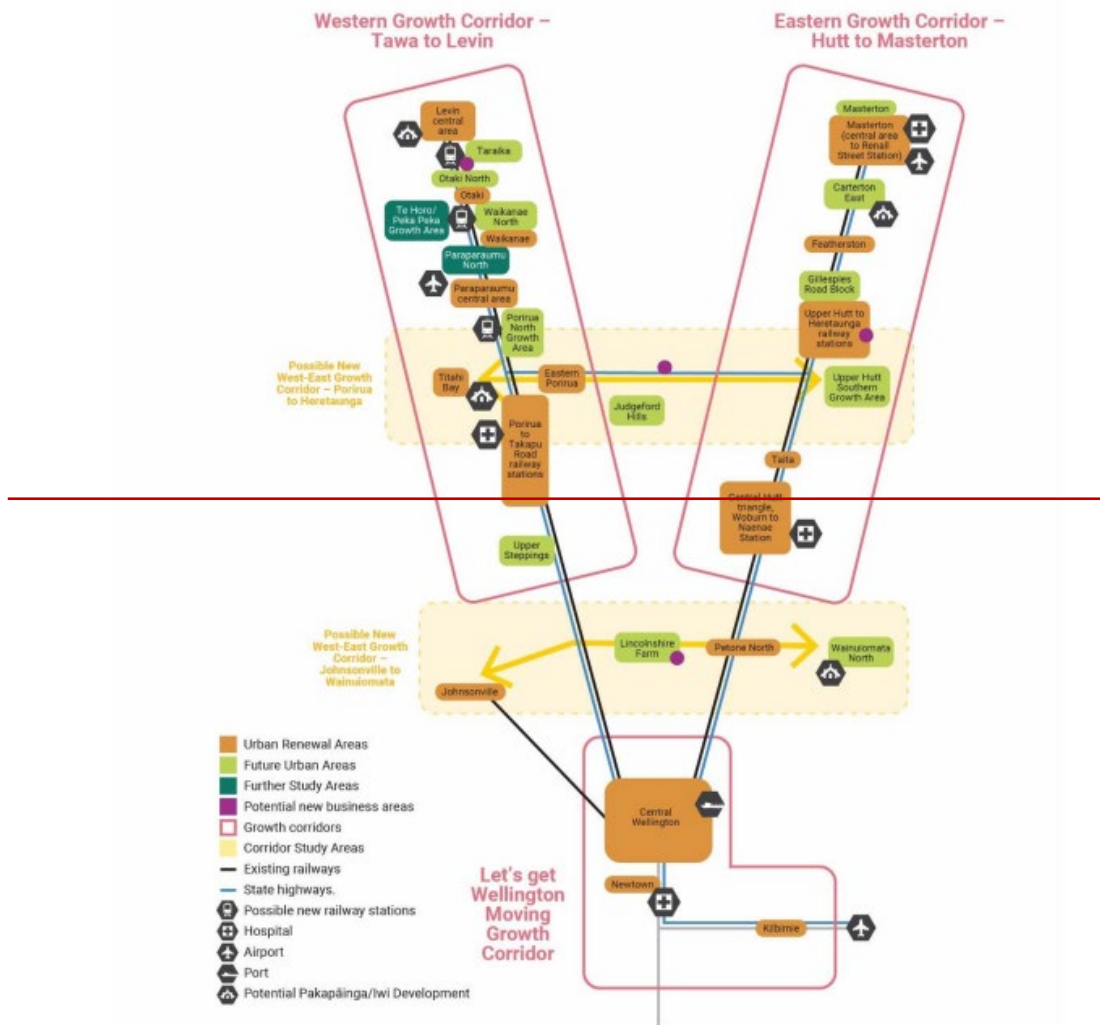 Western Growth Corridor –
Tawa to Levin
Eastern Growth Corridor –
Hutt to Masterton
Levin
central
area
Taraika
Otaki North
Otaki
Te Horo/
Peka Peka
Growth Area
Waikanae
North
Waikanae
Paraparaumu
North
Paraparaumu
central area
Porirua
North
Growth
Area
Masterton
Masterton
(central area
to Renall
Street Station)
Carterton
East
Featherston
Gillespies
Road Block
Upper Hutt to
Heretaunga
railway
stations
Possible New
West-East Growth
Corridor – Porirua
to Heretaunga
Titahi
Bay
Eastern
Porirua
Judgeford
Hills
Upper Hutt
Southern
Growth Area
Porirua
to
Takapu
Road
railway
stations
Taita
Central Hutt
triangle,
Woburn to
Naenae
Station
Upper
Steppings
Possible New
West-East Growth
Corridor –
Johnsonville to
Wainuiomata
Lincolnshire
Farm
Petone North
Wainuiomata
North
Johnsonville
Urban Renewal Areas
Future Urban Areas
Further Study Areas
Potential new business areas
Growth corridors
Corridor Study Areas
Existing railways
State highways.
Possible new railway stations
Hospital
Airport
Port
Potential Pakapāinga/Iwi Development
Central
Wellington
Let's get
Wellington
Moving
Growth
Corridor
Newtown
Kilbirnie